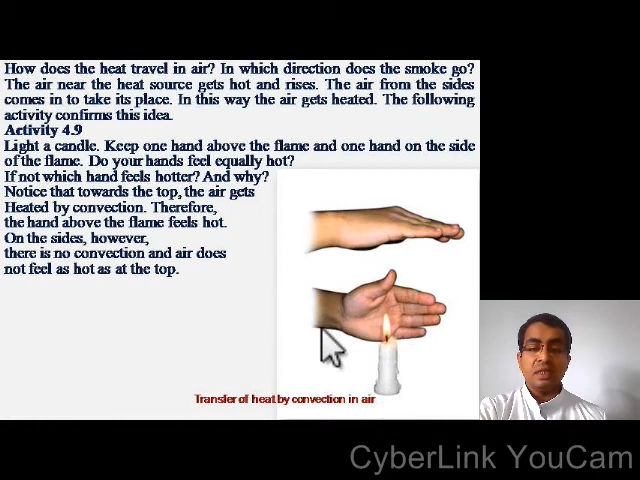 How does the heat travel in air? In which direction does the smoke go?
The air near the heat source gets hot and rises. The air from the sides
comes in to take its place. In this way the air gets heated. The following
activity confirms this idea.
Activity 4.9
Light a candle. Keep one hand above the flame and one hand on the side
of the flame. Do your hands feel equally hot?
If not which hand feels hotter? And why?
Notice that towards the top, the air gets
Heated by convection. Therefore,
the hand above the flame feels hot.
On the sides, however,
there is no convection and air does
not feel as hot as at the top.
Transfer of heat by convection in air
CyberLink YouCam